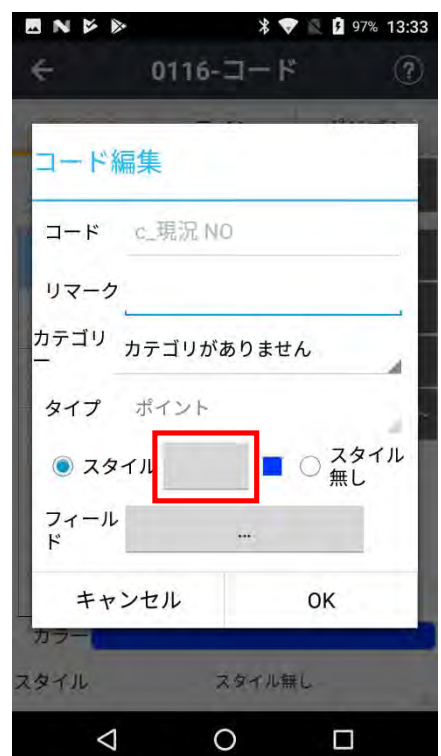 97% 13:33
0116-コード
コード編集
コード c_現況 NO
リマーク
カテゴリ
ー
カテゴリがありません
タイプ ポイント
スタイル
スタイル
無し
フィール
ド
...
キャンセル OK
カラー
スタイル スタイル無し